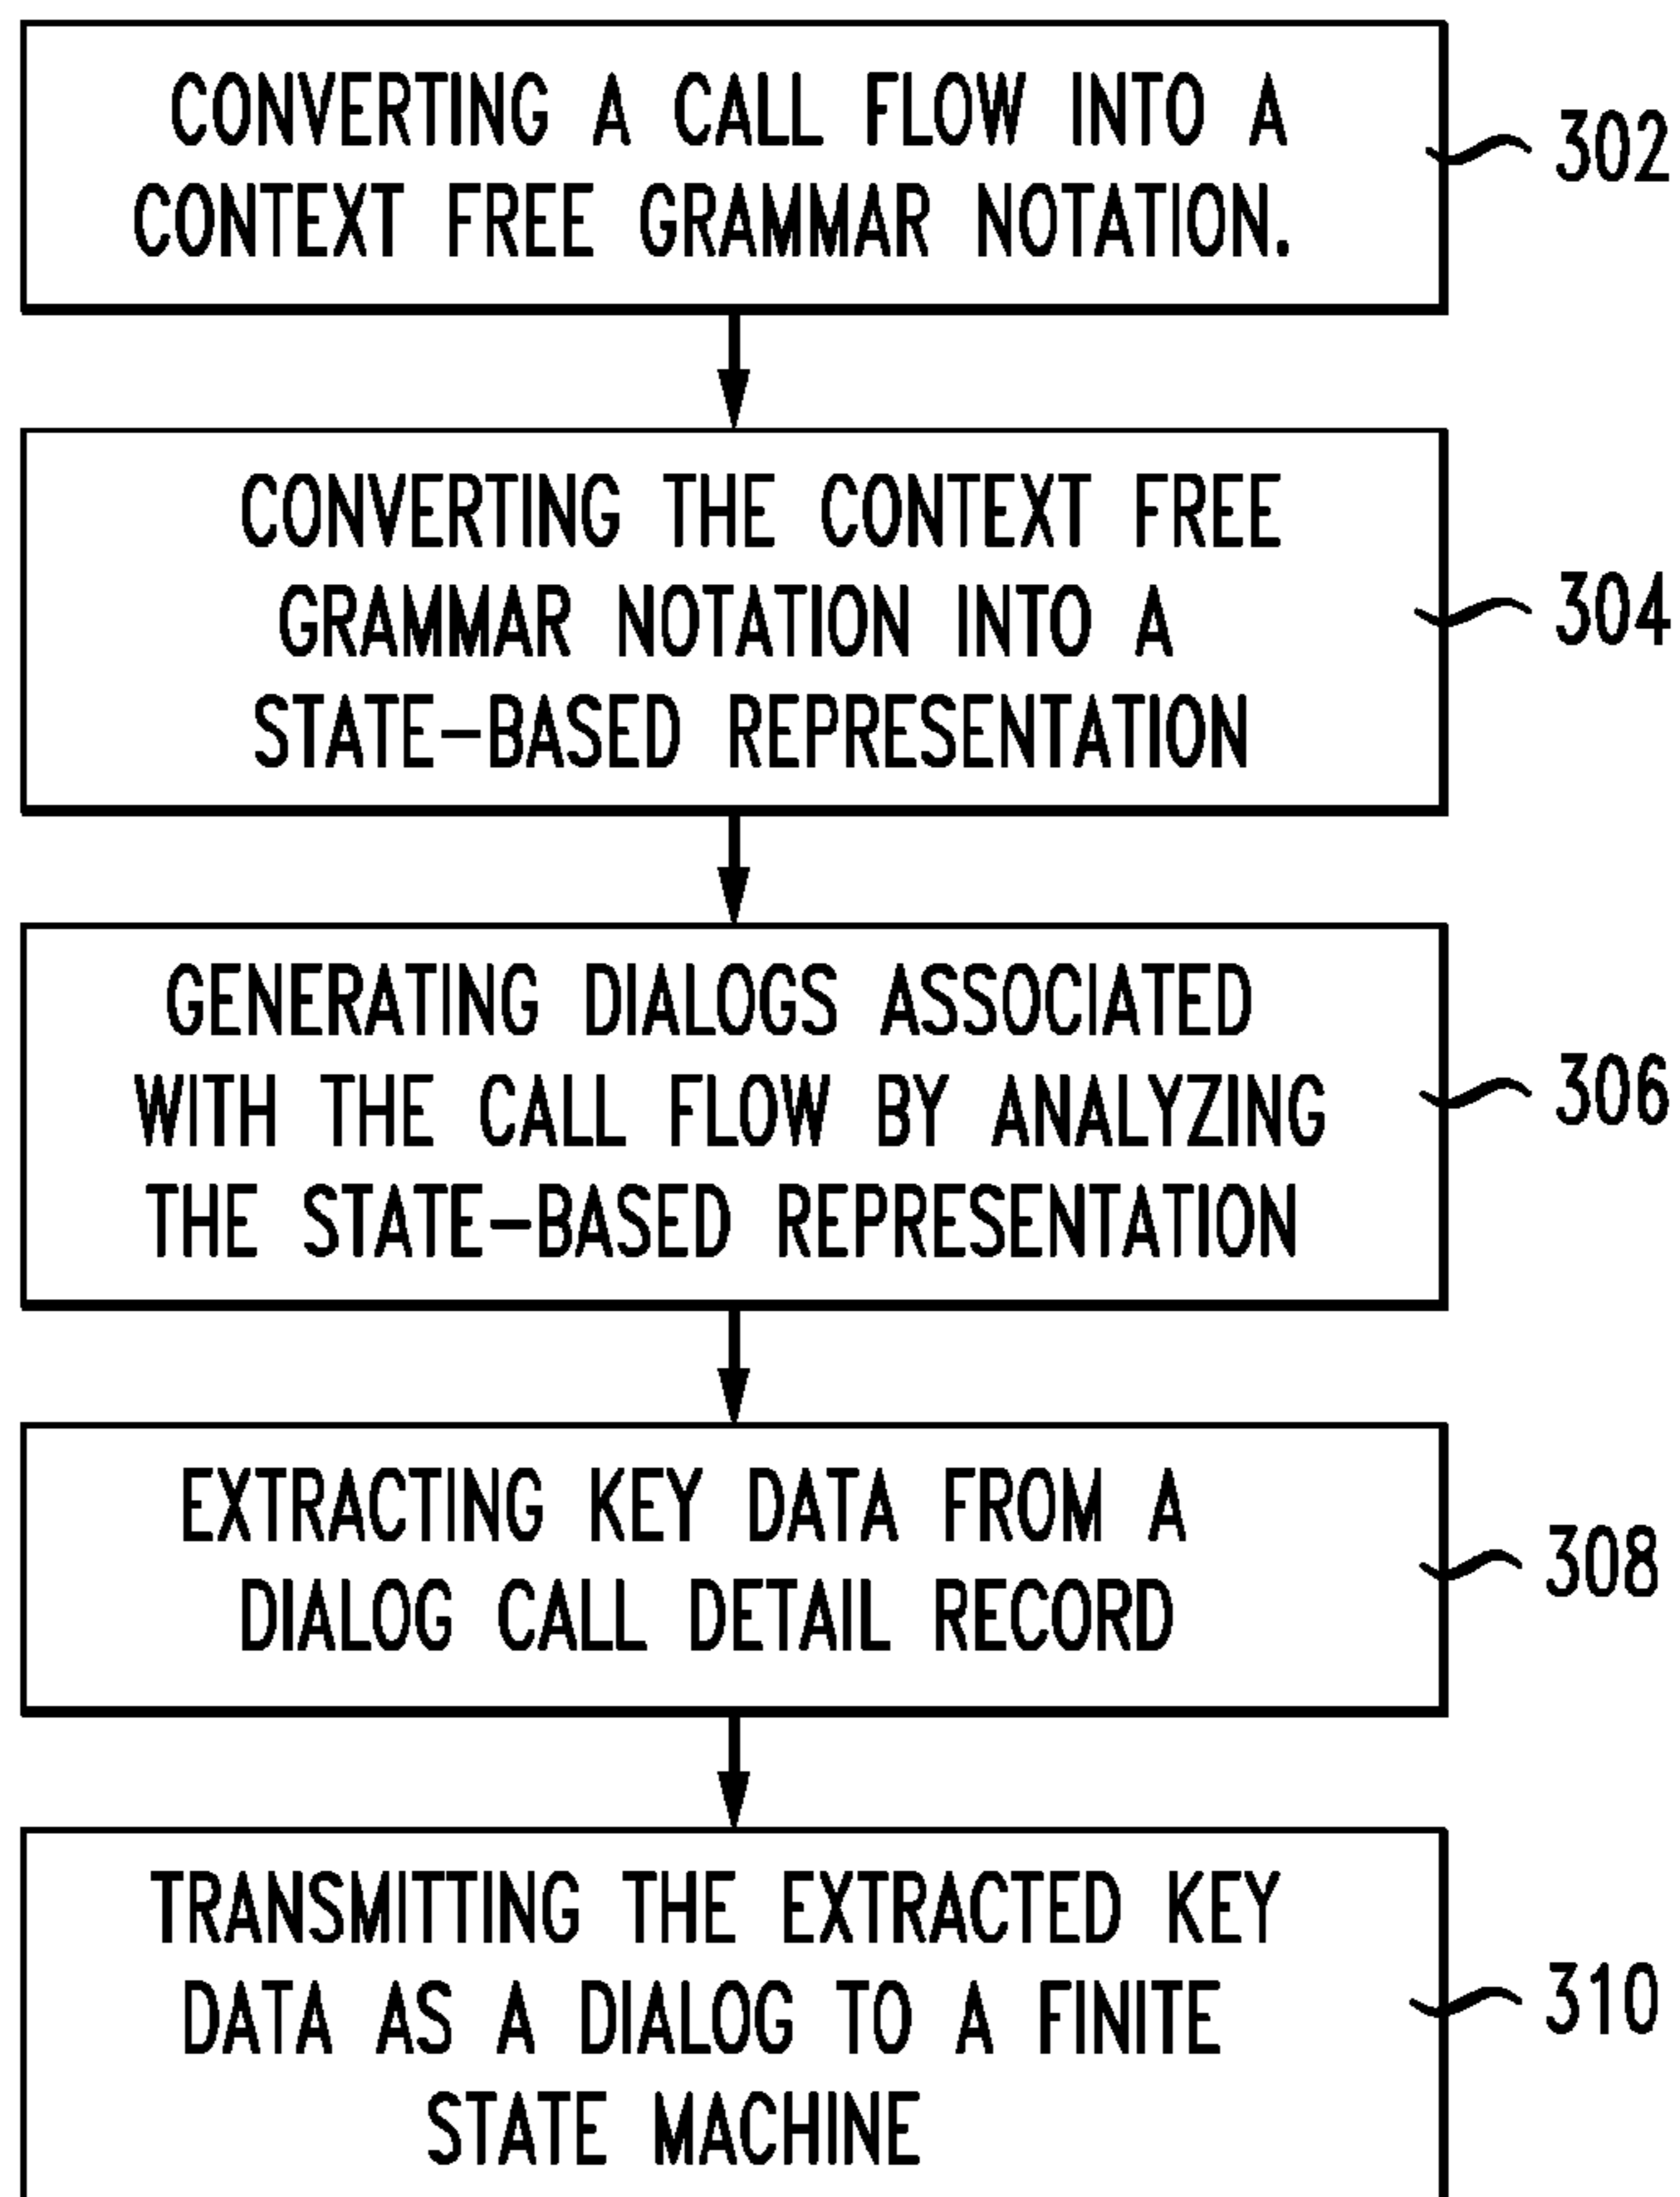 CONVERTING A CALL FLOW INTO A
CONTEXT FREE GRAMMAR NOTATION.
302
CONVERTING THE CONTEXT FREE
GRAMMAR NOTATION INTO A
STATE-BASED REPRESENTATION
304
GENERATING DIALOGS ASSOCIATED
WITH THE CALL FLOW BY ANALYZING
THE STATE-BASED REPRESENTATION
306
EXTRACTING KEY DATA FROM A
DIALOG CALL DETAIL RECORD
308
TRANSMITTING THE EXTRACTED KEY
DATA AS A DIALOG TO A FINITE
STATE MACHINE
310